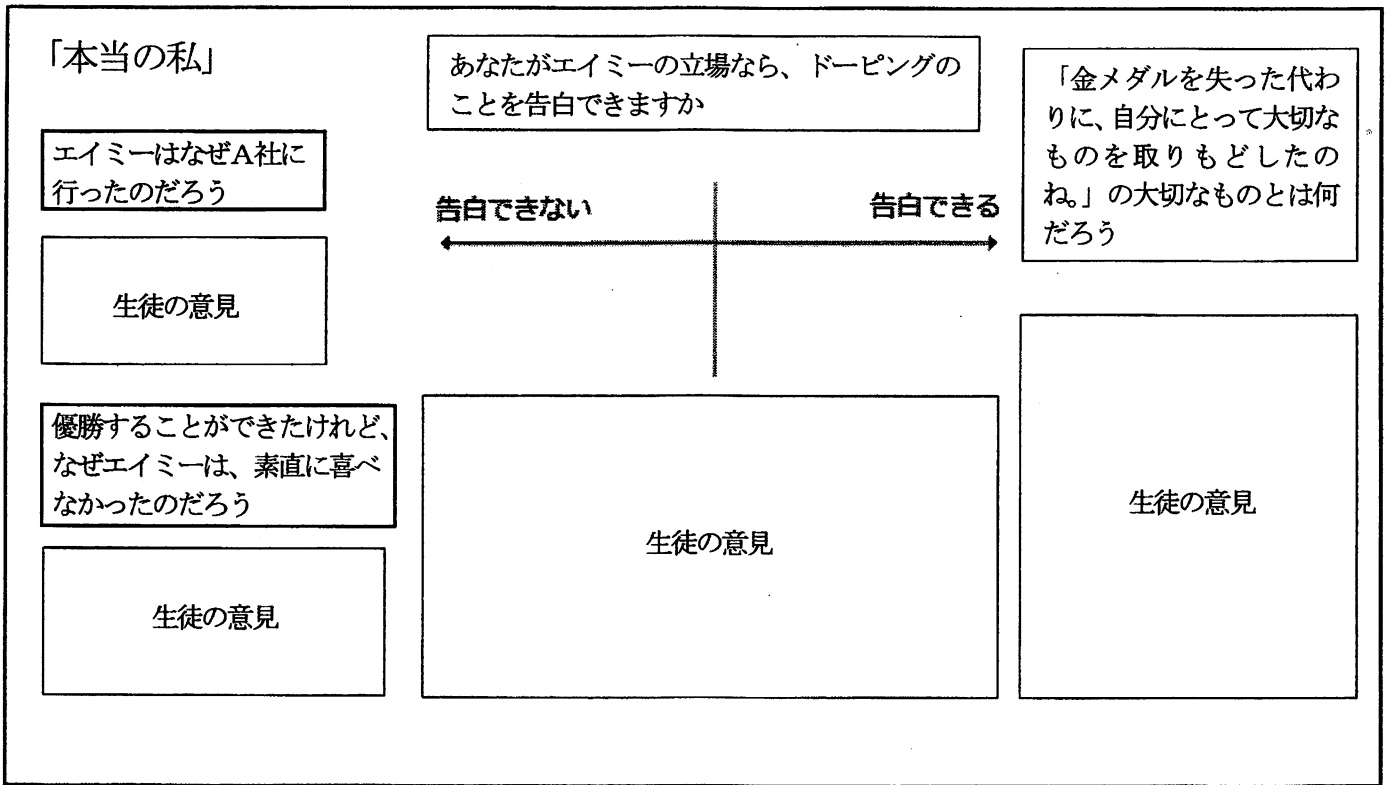 「本当の私」
エイミーはなぜA社に
行ったのだろう
生徒の意見
優勝することができたけれど、
なぜエイミーは、素直に喜べ
なかったのだろう
生徒の意見
あなたがエイミーの立場なら、ドーピングの
ことを告白できますか
告白できない
告白できる
生徒の意見
「金メダルを失った代わ
りに、自分にとって大切な
ものを取りもどしたの
ね。」の大切なものとは何
だろう
生徒の意見